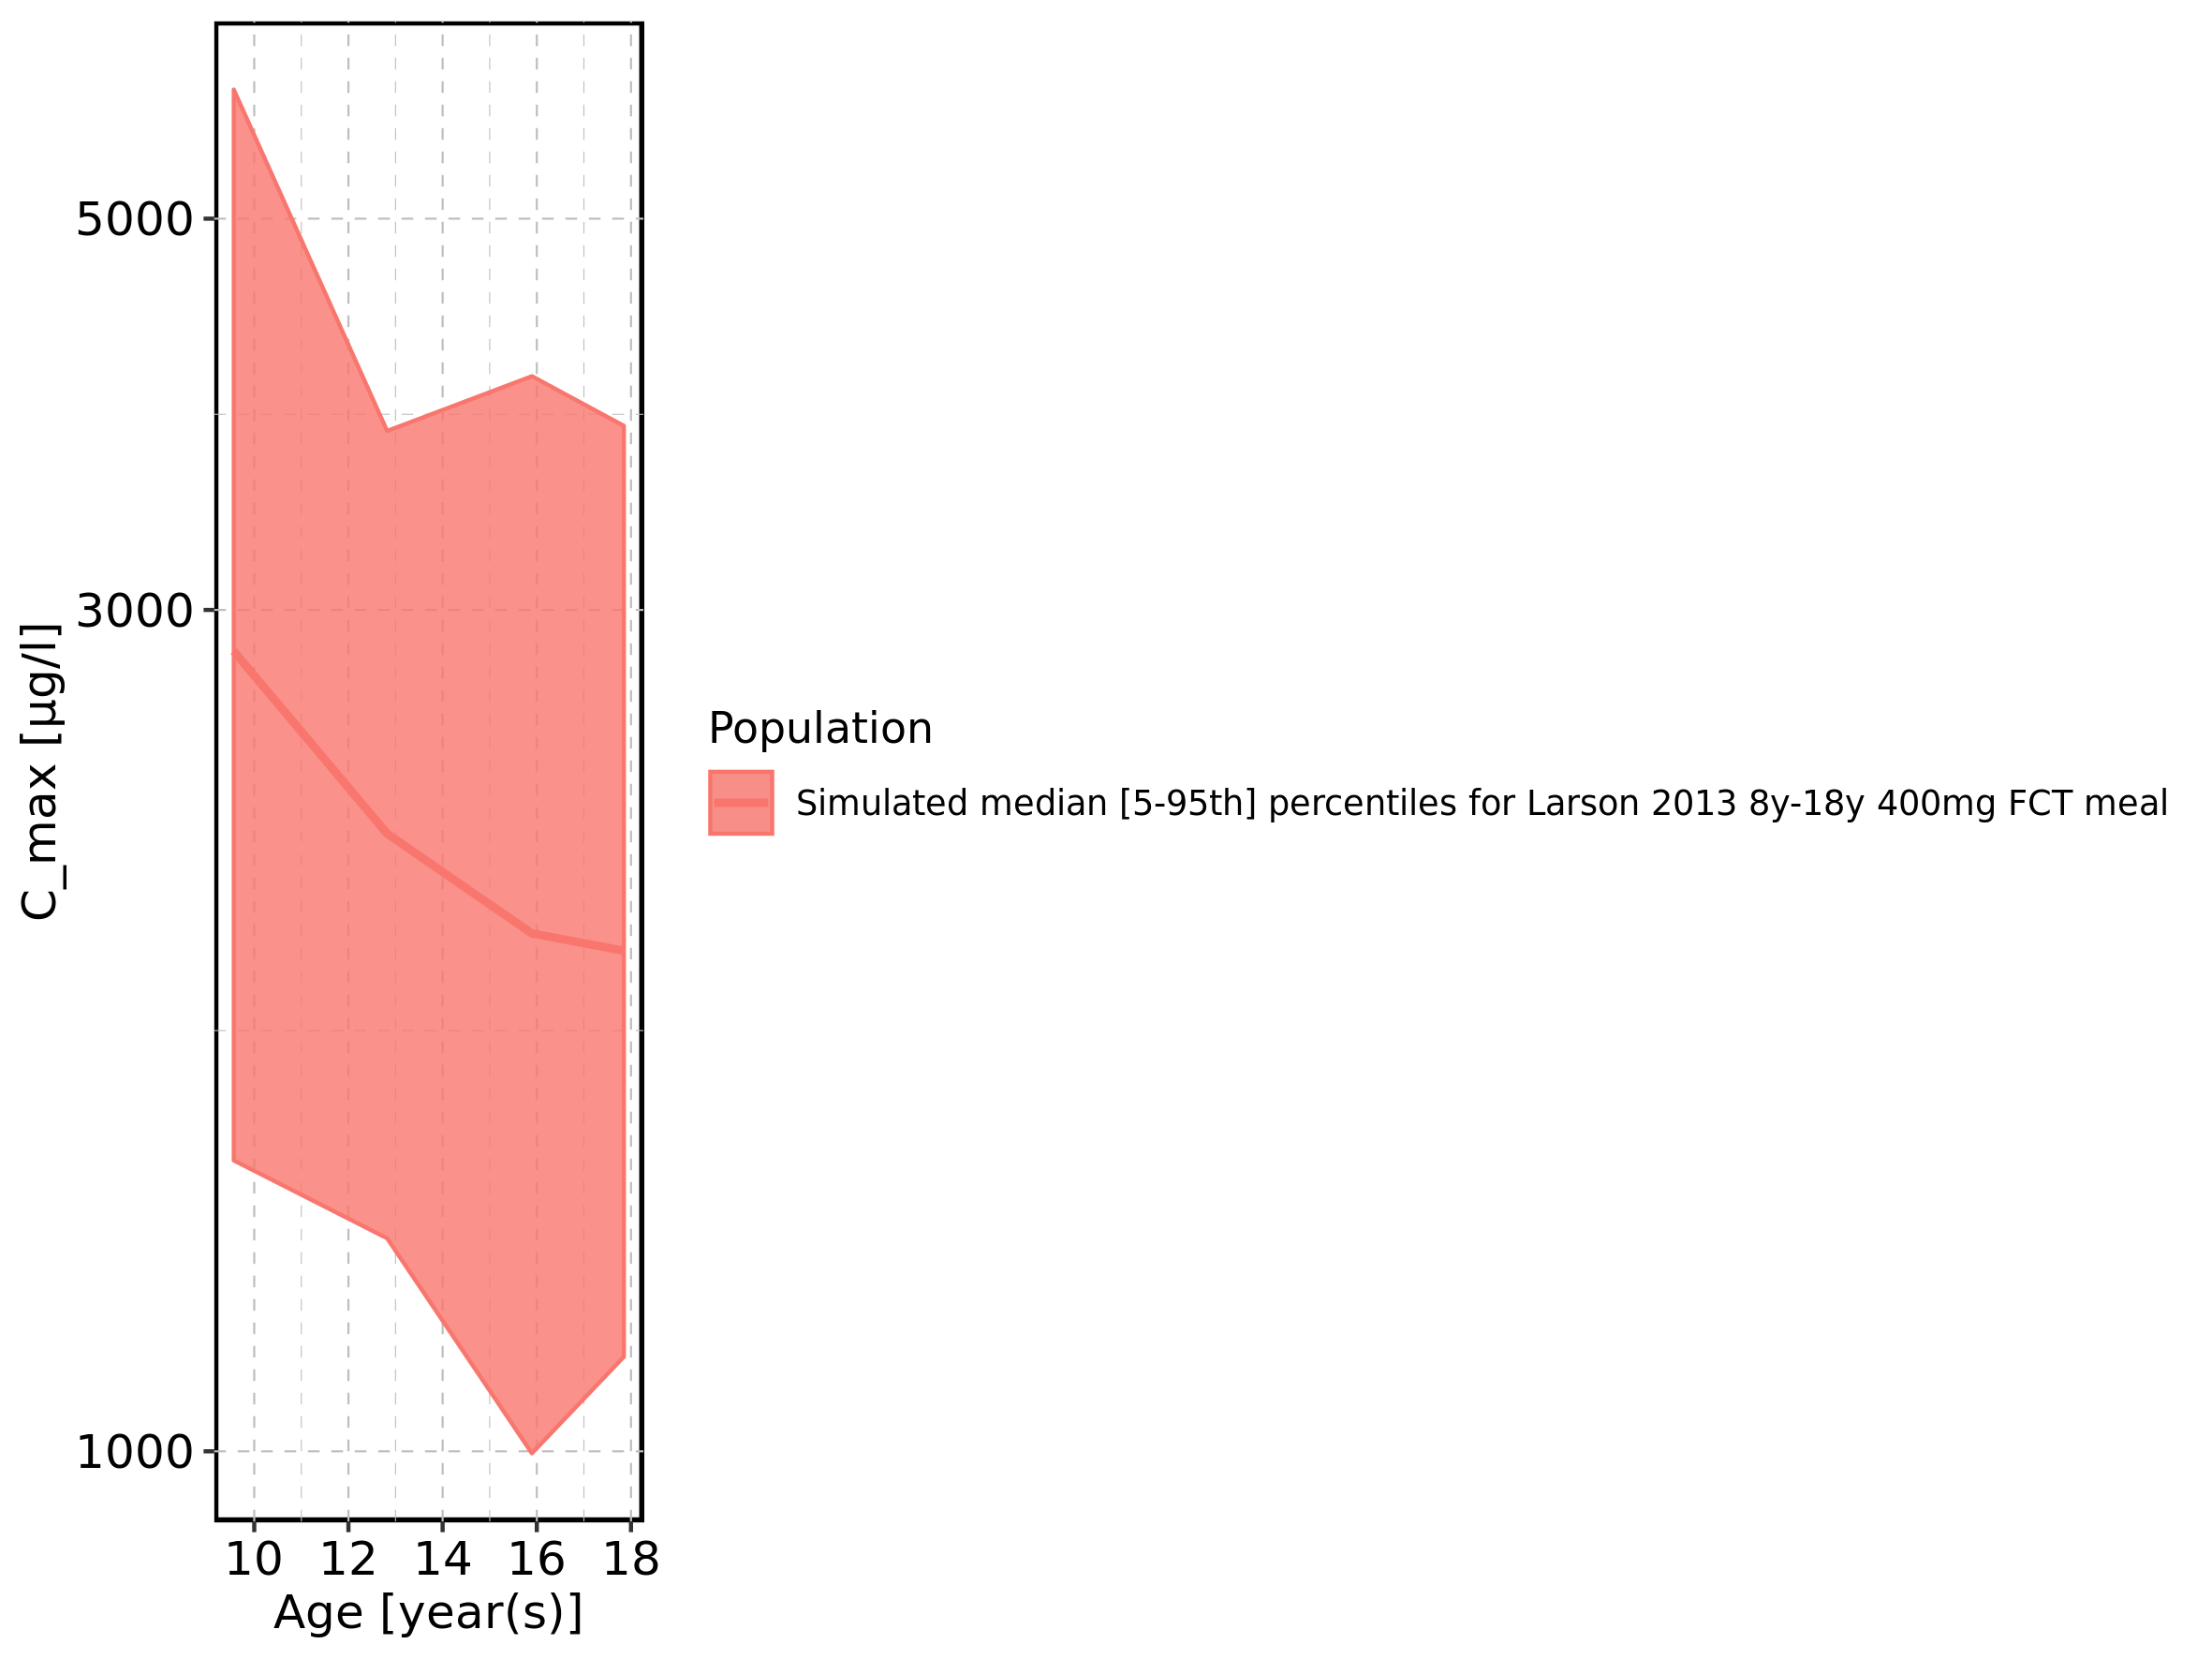 5000
3000
1000
C_max [µg/l]
10 12 14 16 18
Age [year(s)]
Population
Simulated median [5-95th] percentiles for Larson 2013 8y-18y 400mg FCT meal